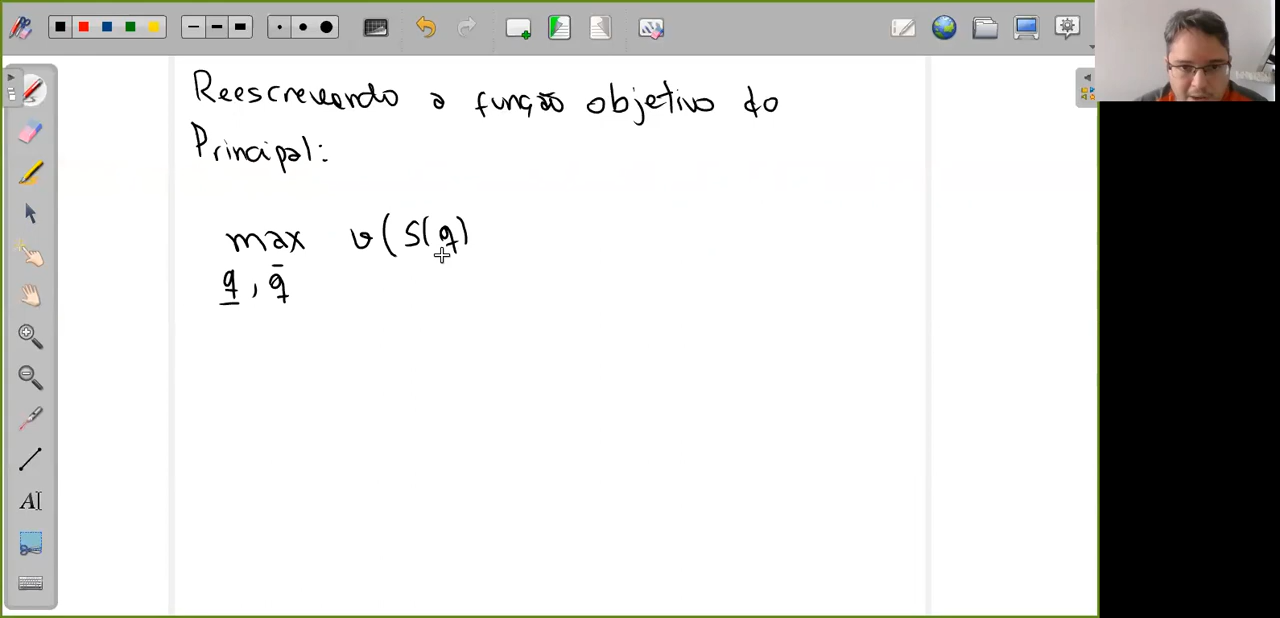 Reescrevendo a função objetivo do
Principal:
max v(S(q)
q, q̄